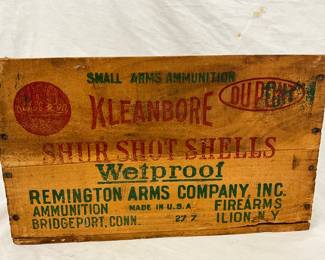 SMALL ARMS AMMUNITION
KLEANBORE
DU PONT
SHUR SHOT SHELLS
Wetproof
REMINGTON ARMS COMPANY, INC.
AMMUNITION MADE IN U.S.A FIREARMS
BRIDGEPORT, CONN. 27 7 ILION, N.Y